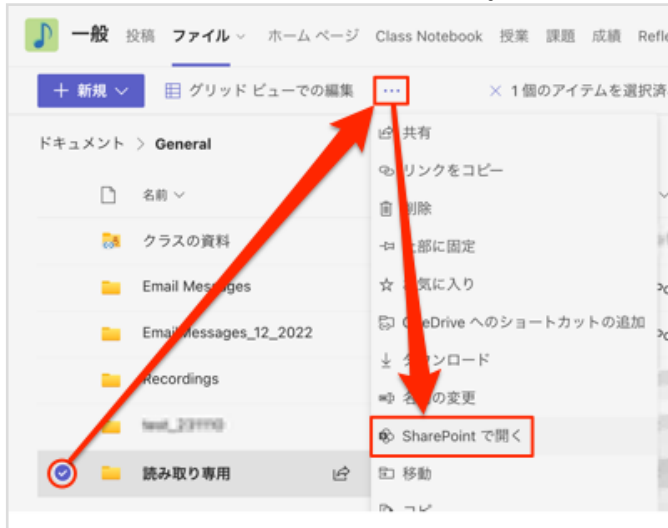 一般 投稿 ファイル ホーム ページ Class Notebook 授業 課題 成績 Refle
+ 新規 グリッド ビューでの編集 ... × 1 個のアイテムを選択済
ドキュメント > General
名前
クラスの資料
Email Messages
EmailMessages_12_2022
Recordings
読み取り専用
共有
リンクをコピー
削除
上部に固定
お気に入り
OneDrive へのショートカットの追加
ダウンロード
名前の変更
SharePoint で開く
移動
コピー